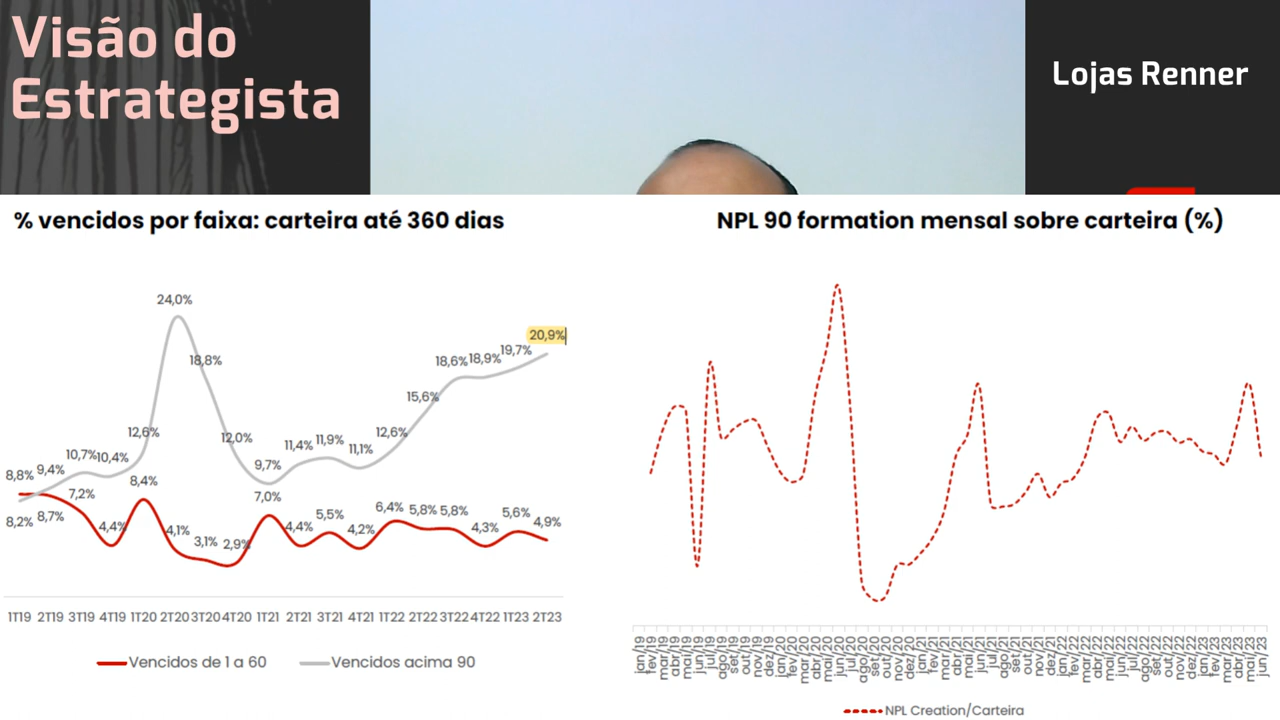 Visão do
Estrategista
Lojas Renner
% vencidos por faixa: carteira até 360 dias
24,0%
20,9%
19,7%
18,8%
18,6%
18,9%
15,6%
12,6%
12,0%
12,6%
11,4%
11,9%
11,1%
10,7%
10,4%
9,7%
8,8%
9,4%
8,4%
7,2%
7,0%
8,2%
8,7%
4,4%
4,1%
3,1%
2,9%
4,4%
5,5%
4,2%
6,4%
5,8%
5,8%
4,3%
5,6%
4,9%
1T19 2T19 3T19 4T19 1T20 2T20 3T20 4T20 1T21 2T21 3T21 4T21 1T22 2T22 3T22 4T22 1T23 2T23
Vencidos de 1 a 60
Vencidos acima 90
NPL 90 formation mensal sobre carteira (%)
jan/19
fev/19
mar/19
abr/19
mai/19
jun/19
jul/19
ago/19
set/19
out/19
nov/19
dez/19
jan/20
fev/20
mar/20
abr/20
mai/20
jun/20
jul/20
ago/20
set/20
out/20
nov/20
dez/20
jan/21
fev/21
mar/21
abr/21
mai/21
jun/21
jul/21
ago/21
set/21
out/21
nov/21
dez/21
jan/22
fev/22
mar/22
abr/22
mai/22
jun/22
jul/22
ago/22
set/22
out/22
nov/22
dez/22
jan/23
fev/23
mar/23
abr/23
mai/23
jun/23
NPL Creation/Carteira